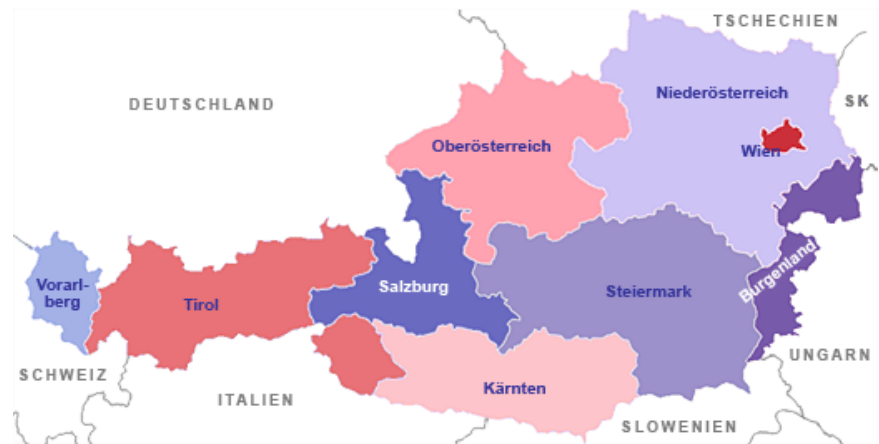 TSCHECHIEN
DEUTSCHLAND
Niederösterreich
SK
Oberösterreich
Wien
Vorarl-
berg
Tirol
Salzburg
Steiermark
Burgenland
SCHWEIZ
ITALIEN
Kärnten
UNGARN
SLOWENIEN